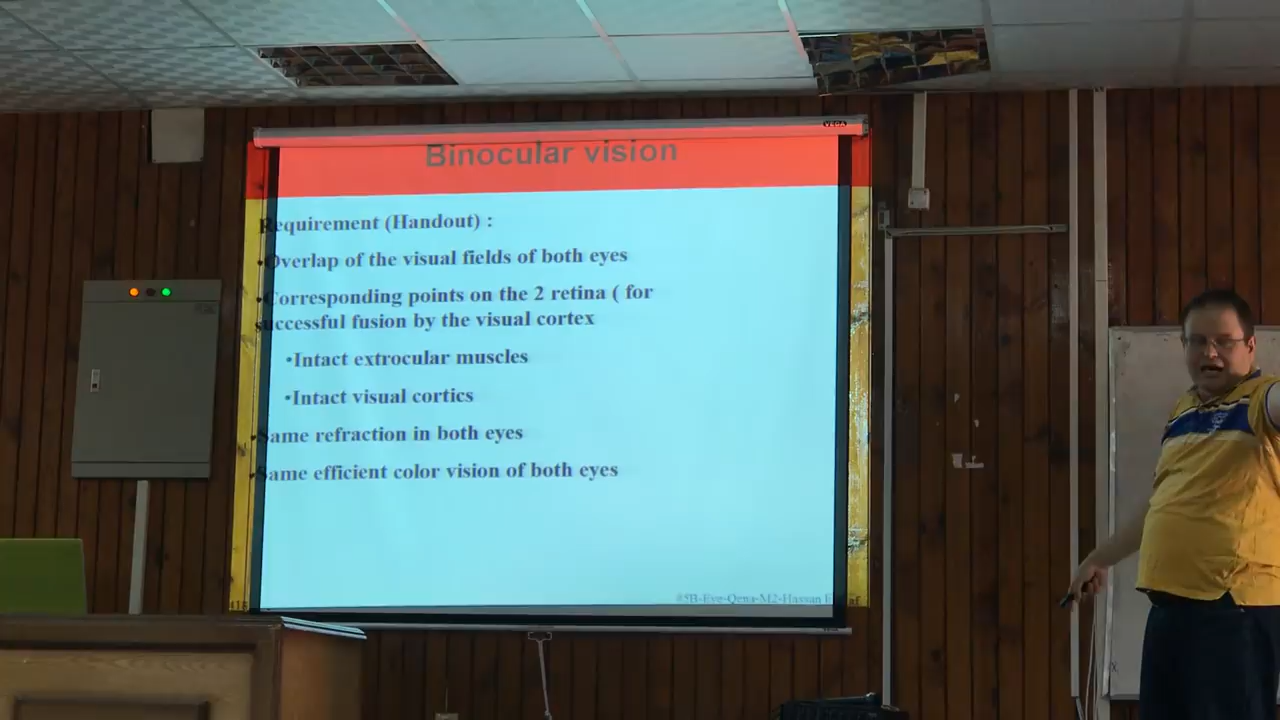 VEGA
Binocular vision
Requirement (Handout) :
•Overlap of the visual fields of both eyes
•Corresponding points on the 2 retina ( for
successful fusion by the visual cortex
•Intact extrocular muscles
•Intact visual cortics
•Same refraction in both eyes
•Same efficient color vision of both eyes